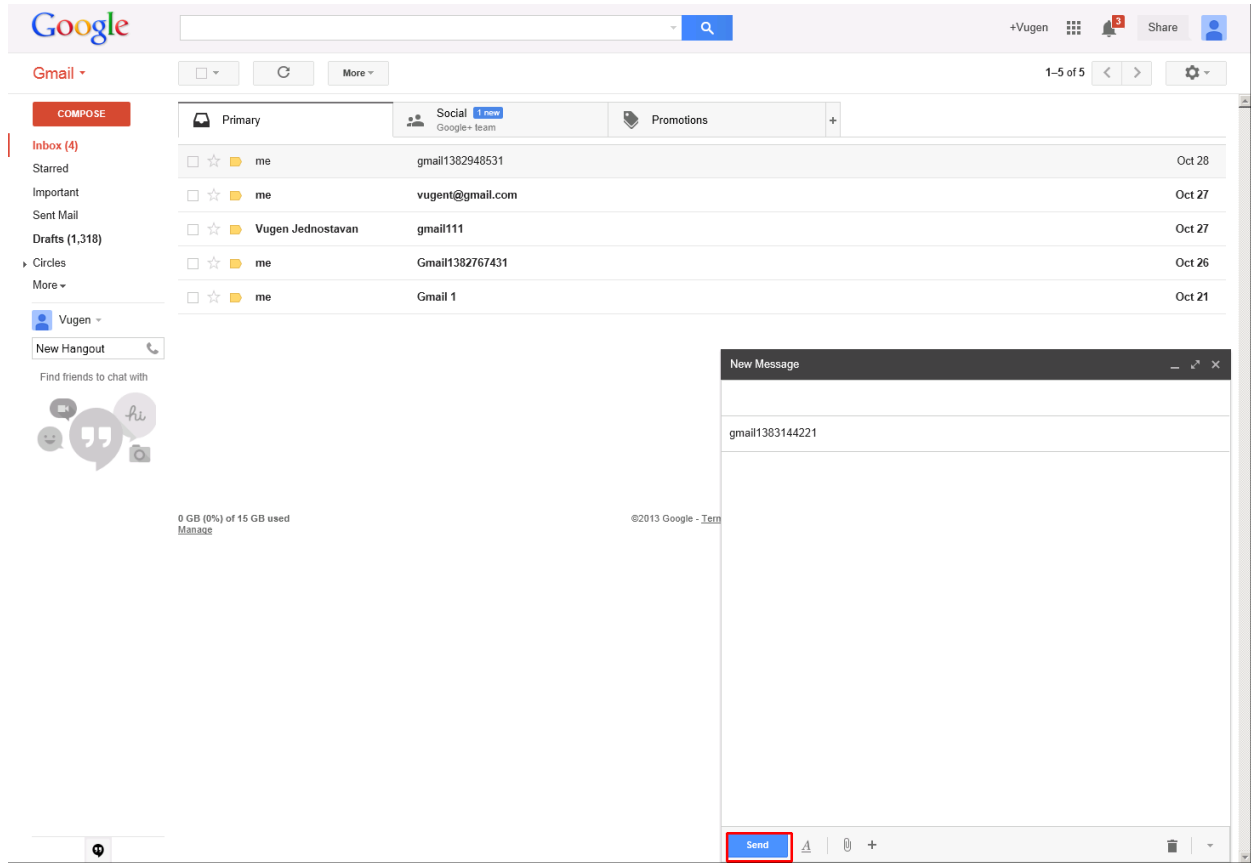 Google
+Vugen
3
Share
Gmail
More
1–5 of 5
COMPOSE
Inbox (4)
Starred
Important
Sent Mail
Drafts (1,318)
Circles
More
Vugen
New Hangout
Find friends to chat with
hi
Primary
Social 1 new
Google+ team
Promotions
+
me gmail1382948531 Oct 28
me vugent@gmail.com Oct 27
Vugen Jednostavan gmail111 Oct 27
me Gmail1382767431 Oct 26
me Gmail 1 Oct 21
0 GB (0%) of 15 GB used
Manage
©2013 Google -
New Message
gmail1383144221
Send
A
+